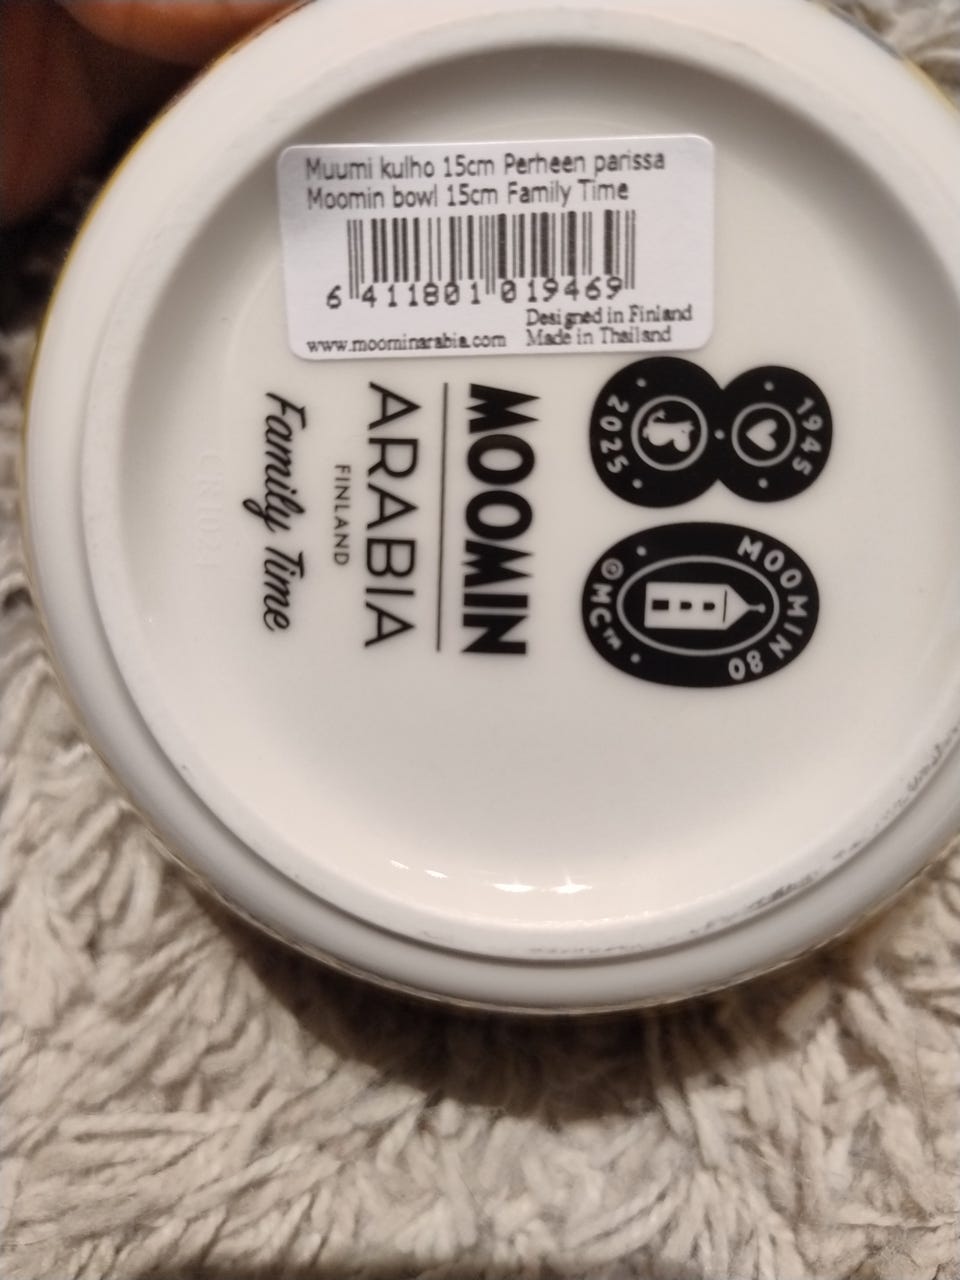 Muumi kulho 15cm Perheen parissa
Moomin bowl 15cm Family Time
6 411801 019469
Designed in Finland
www.moominarabia.com Made in Thailand
1945
2025
MOOMIN 80
©MC™
MOOMIN
ARABIA
FINLAND
Family Time